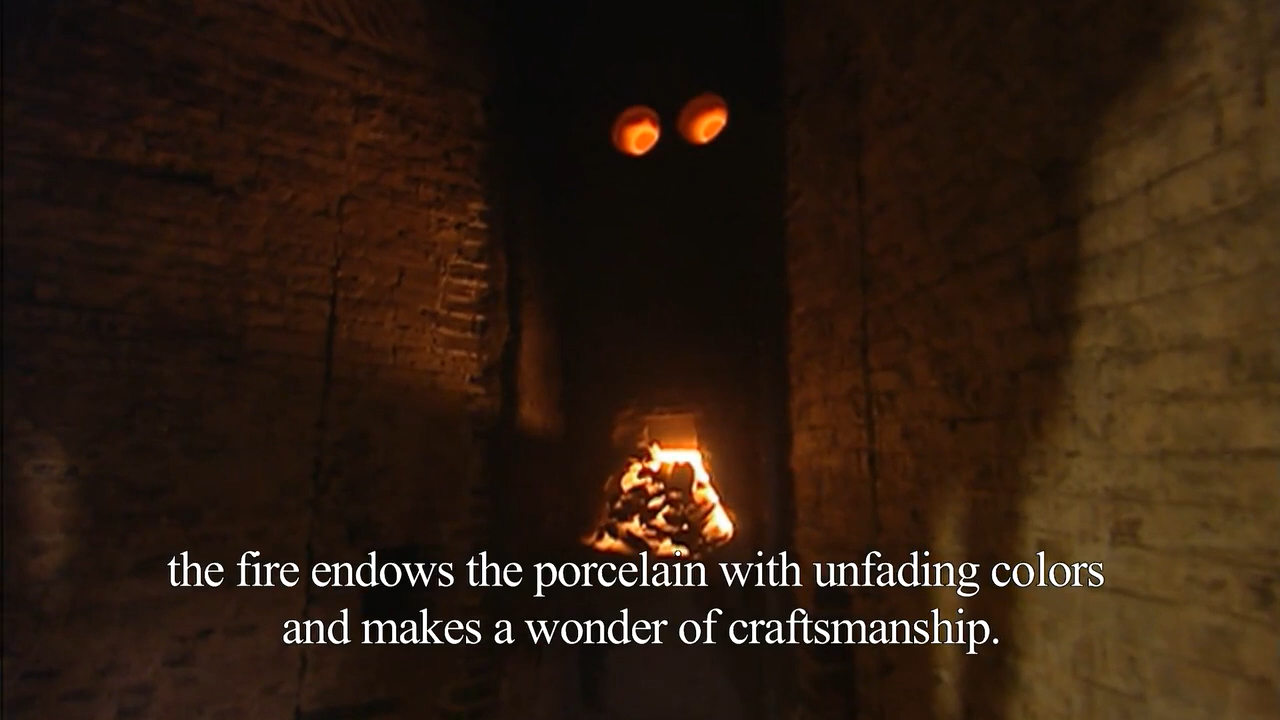 the fire endows the porcelain with unfading colors
and makes a wonder of craftsmanship.